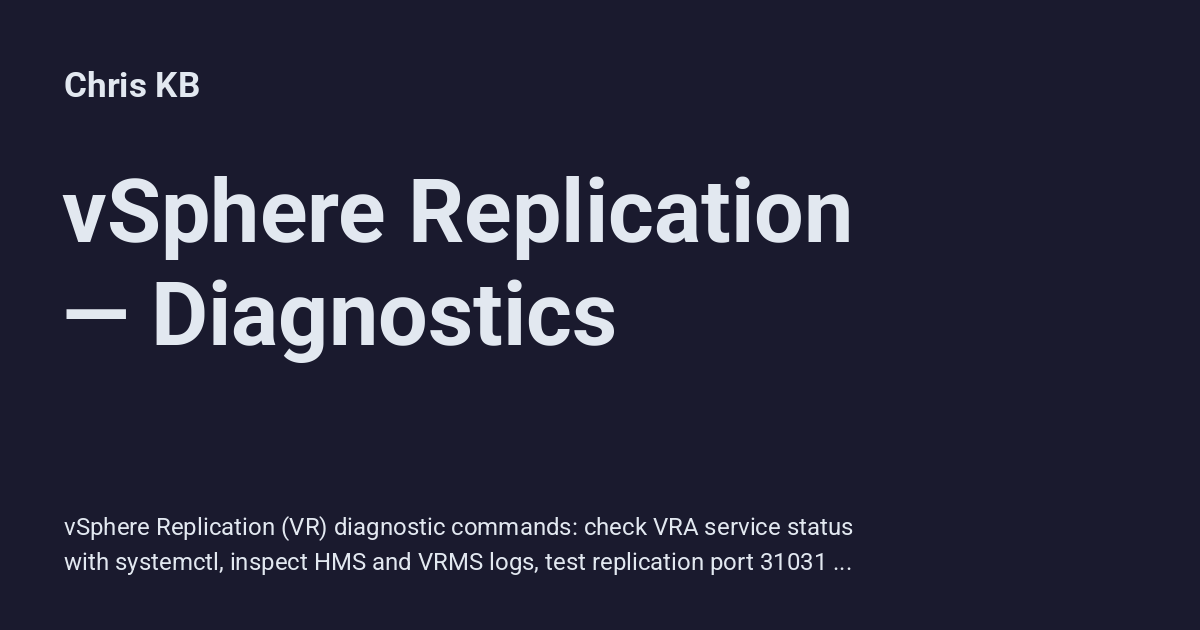 Chris KB
vSphere Replication
— Diagnostics
vSphere Replication (VR) diagnostic commands: check VRA service status
with systemctl, inspect HMS and VRMS logs, test replication port 31031 ...